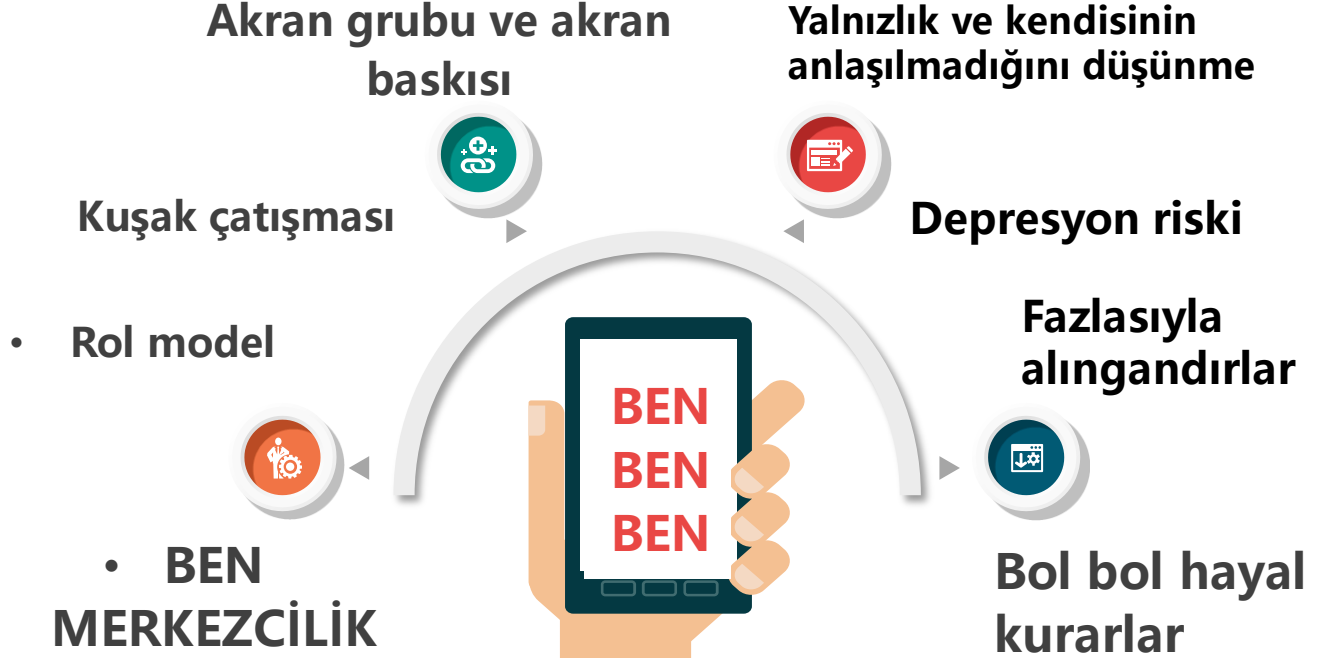 Akran grubu ve akran
baskısı
Yalnızlık ve kendisinin
anlaşılmadığını düşünme
Kuşak çatışması
Depresyon riski
• Rol model
Fazlasıyla
alıngandırlar
BEN
BEN
BEN
• BEN
MERKEZCİLİK
Bol bol hayal
kurarlar